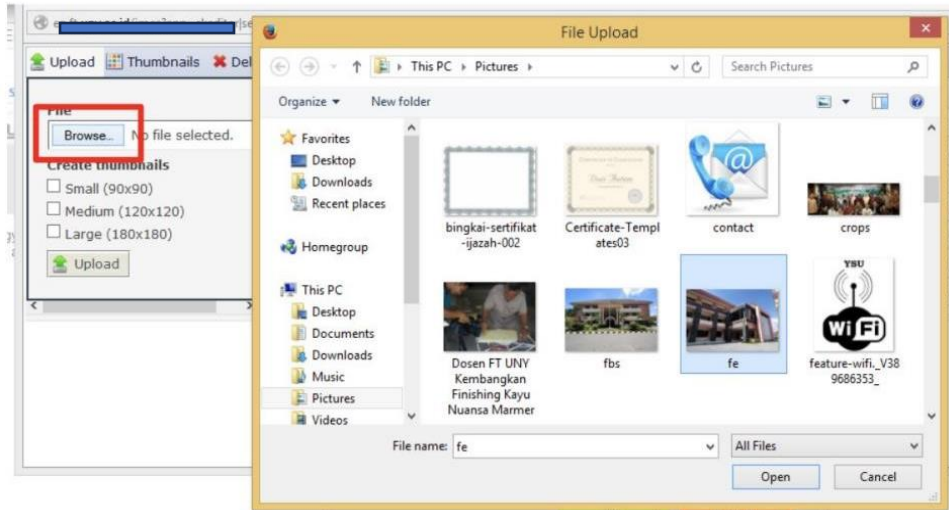 Upload Thumbnails Del
File
Browse... No file selected.
Create thumbnails
Small (90x90)
Medium (120x120)
Large (180x180)
Upload
File Upload
This PC Pictures
Search Pictures
Organize New folder
Favorites
Desktop
Downloads
Recent places
Homegroup
This PC
Desktop
Documents
Downloads
Music
Pictures
Videos
bingkai-sertifikat
-ijazah-002
Certificate-Templ
ates03
contact
crops
Dosen FT UNY
Kembangkan
Finishing Kayu
Nuansa Marmer
fbs
fe
YSU
Wi Fi
feature-wifi._V38
9686353_
File name: fe
All Files
Open Cancel